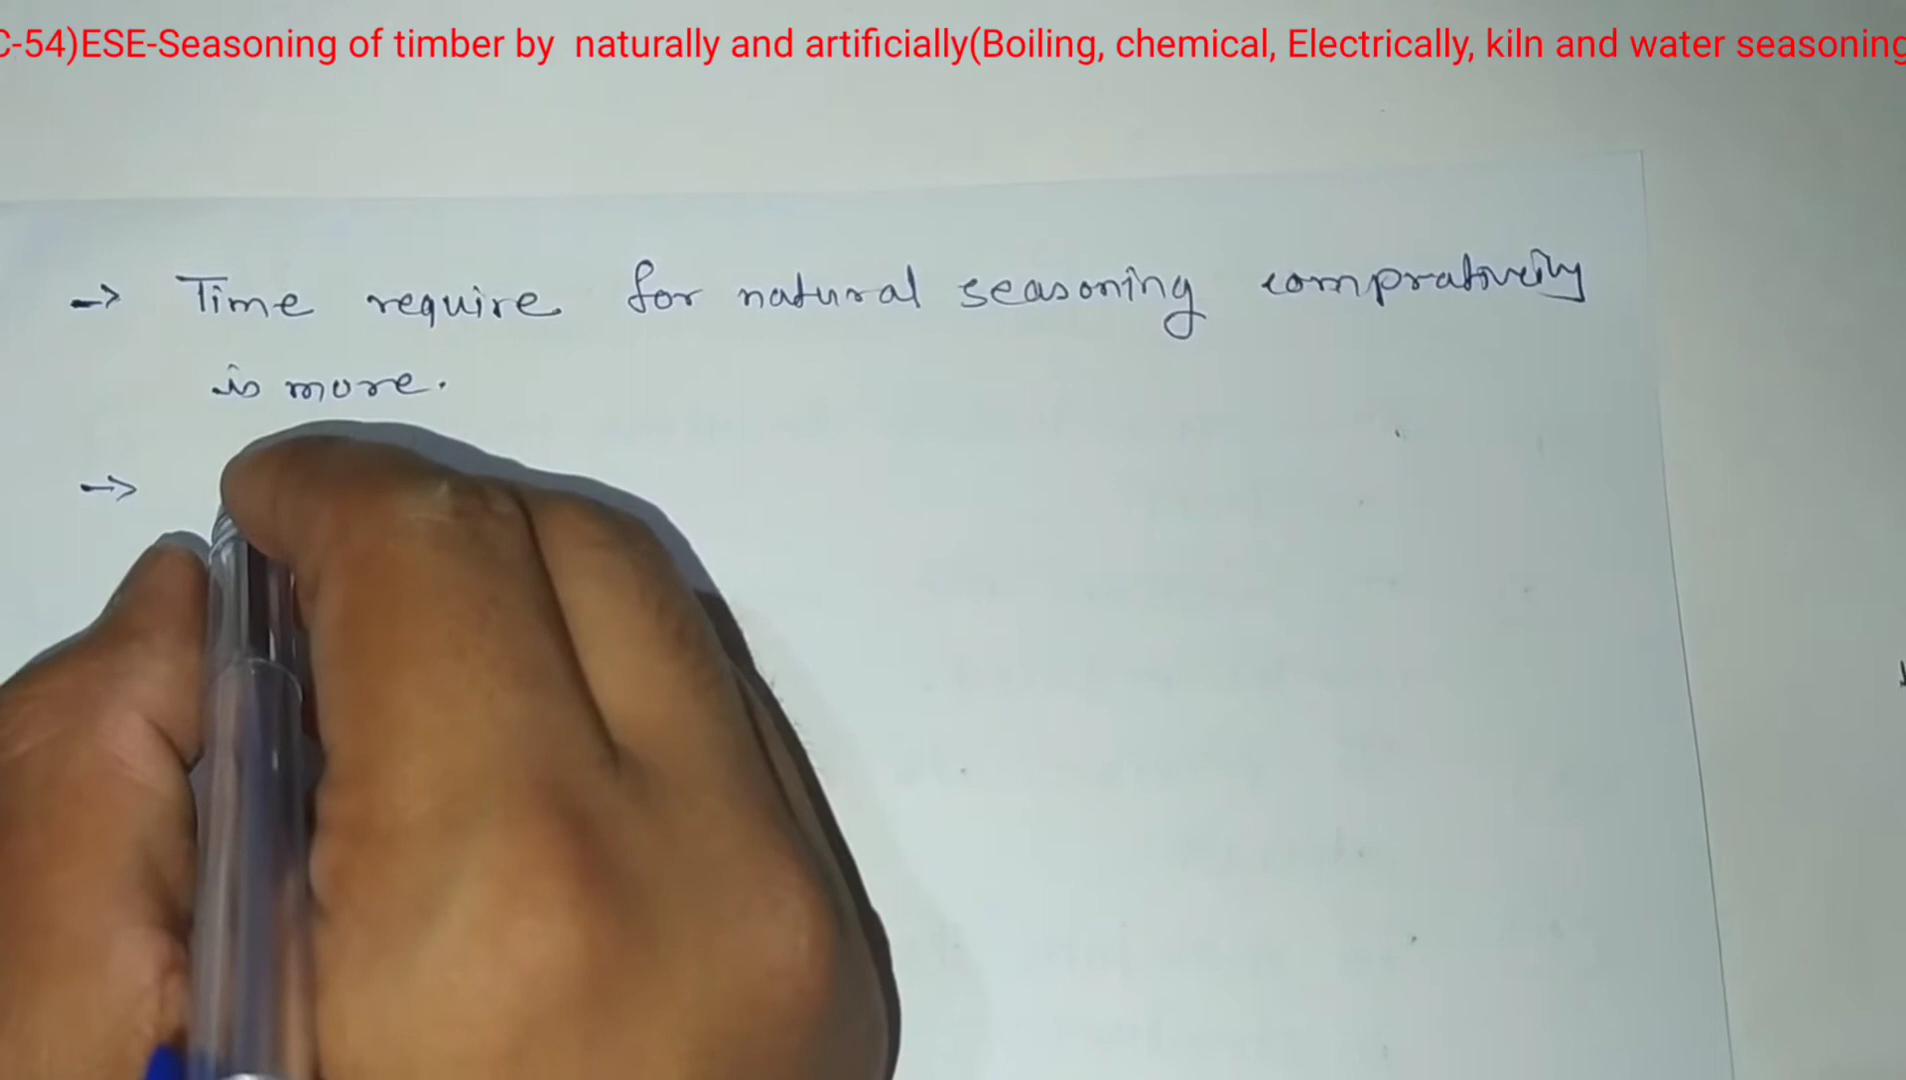 C-54)ESE-Seasoning of timber by naturally and artificially(Boiling, chemical, Electrically, kiln and water seasoning
-> Time require for natural seasoning comprativeily
is more.
->